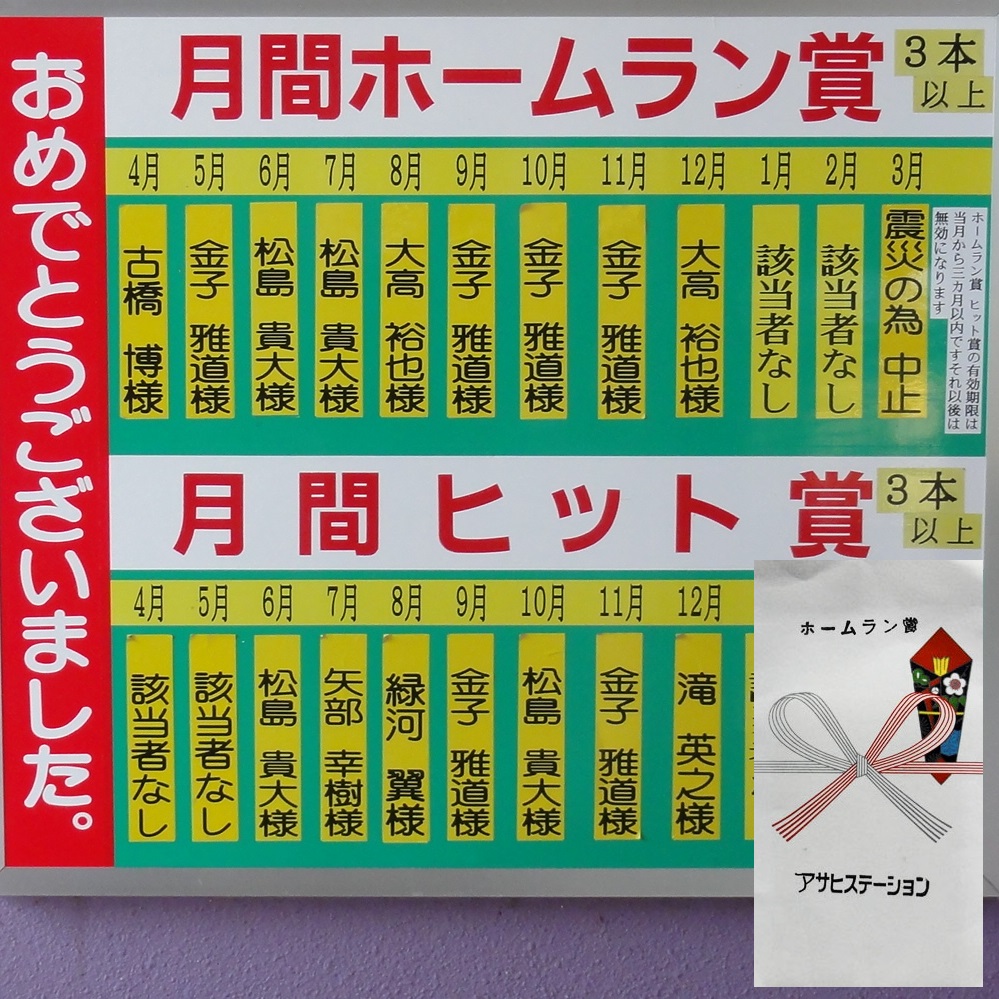 おめでとうございました。
月間ホームラン賞
3本
以上
4月 5月 6月 7月 8月 9月 10月 11月 12月 1月 2月 3月
古橋 博様
金子 雅道様
松島 貴大様
松島 貴大様
大高 裕也様
金子 雅道様
金子 雅道様
金子 雅道様
大高 裕也様
該当者なし
該当者なし
震災の為 中止
ホームラン賞 ヒット賞の有効期限は
当月から三カ月以内ですそれ以後は
無効になります
月間ヒット賞
3本
以上
4月 5月 6月 7月 8月 9月 10月 11月 12月
該当者なし
該当者なし
松島 貴大様
矢部 幸樹様
緑河 翼様
金子 雅道様
松島 貴大様
金子 雅道様
滝 英之様
ホームラン賞
アサヒステーション